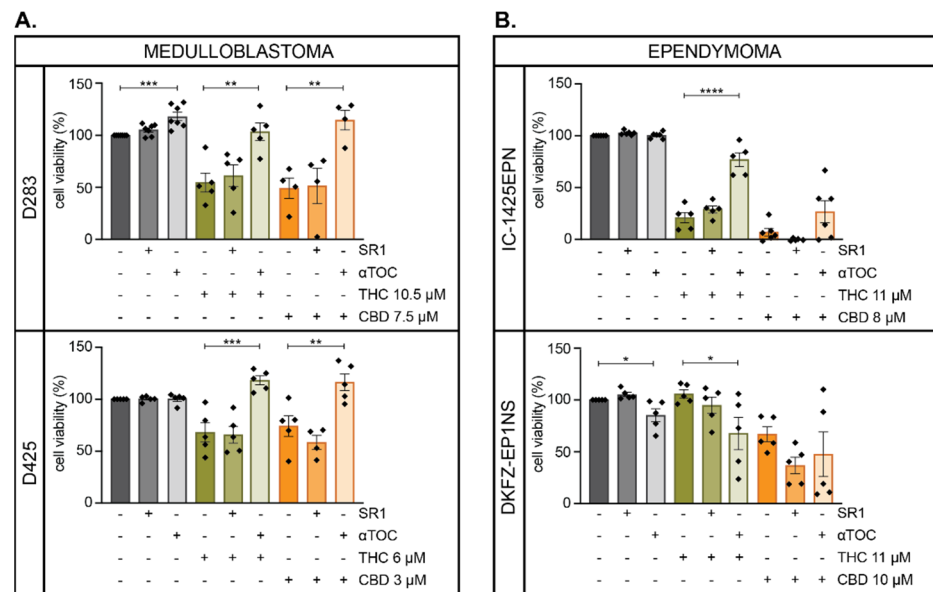 A.
MEDULLOBLASTOMA
D283
cell viability (%)
150
100
50
0
***
**
**
- + - - + - - + - SR1
- - + - - + - - + αTOC
- - - + + + - - - THC 10.5 µM
- - - - - - + + + CBD 7.5 µM
D425
cell viability (%)
150
100
50
0
***
**
- + - - + - - + - SR1
- - + - - + - - + αTOC
- - - + + + - - - THC 6 µM
- - - - - - + + + CBD 3 µM
B.
EPENDYMOMA
IC-1425EPN
cell viability (%)
150
100
50
0
****
- + - - + - - + - SR1
- - + - - + - - + αTOC
- - - + + + - - - THC 11 µM
- - - - - - + + + CBD 8 µM
DKFZ-EP1NS
cell viability (%)
150
100
50
0
*
*
- + - - + - - + - SR1
- - + - - + - - + αTOC
- - - + + + - - - THC 11 µM
- - - - - - + + + CBD 10 µM